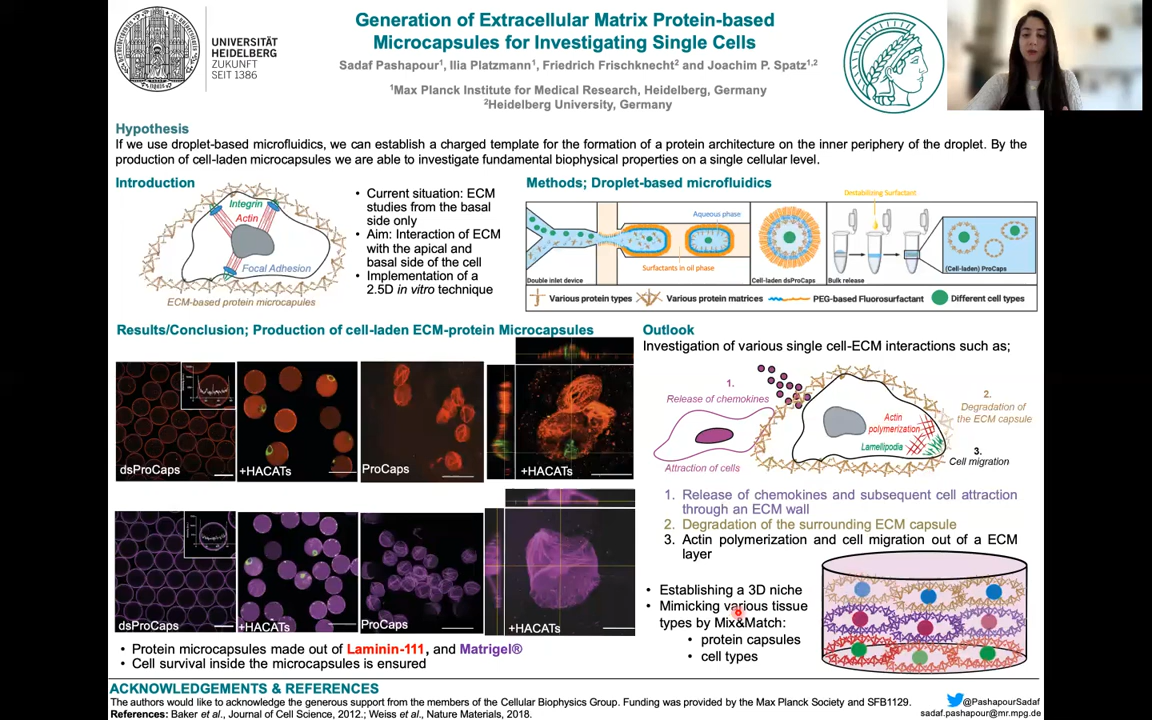 UNIVERSITÄT
HEIDELBERG
ZUKUNFT
SEIT 1386
Generation of Extracellular Matrix Protein-based
Microcapsules for Investigating Single Cells
Sadaf Pashapour¹, Ilia Platzmann¹, Friedrich Frischknecht² and Joachim P. Spatz¹,²
¹Max Planck Institute for Medical Research, Heidelberg, Germany
²Heidelberg University, Germany
Hypothesis
If we use droplet-based microfluidics, we can establish a charged template for the formation of a protein architecture on the inner periphery of the droplet. By the
production of cell-laden microcapsules we are able to investigate fundamental biophysical properties on a single cellular level.
Introduction
Integrin
Actin
Focal Adhesion
ECM-based protein microcapules
• Current situation: ECM
studies from the basal
side only
• Aim: Interaction of ECM
with the apical and
basal side of the cell
• Implementation of a
2.5D in vitro technique
Methods; Droplet-based microfluidics
Destabilizing Surfactant
Aqueous phase
Surfactants in oil phase
Double inlet device
Cell-laden dsProCaps
Bulk release
(Cell-laden) ProCaps
Various protein types
Various protein matrices
PEG-based Fluorosurfactant
Different cell types
Results/Conclusion; Production of cell-laden ECM-protein Microcapsules
dsProCaps
+HACATs
ProCaps
+HACATs
dsProCaps
+HACATs
ProCaps
+HACATs
• Protein microcapsules made out of Laminin-111, and Matrigel®
• Cell survival inside the microcapsules is ensured
Outlook
Investigation of various single cell-ECM interactions such as;
1.
Release of chemokines
Attraction of cells
Actin
polymerization
Lamellipodia
2.
Degradation of
the ECM capsule
3.
Cell migration
1. Release of chemokines and subsequent cell attraction
through an ECM wall
2. Degradation of the surrounding ECM capsule
3. Actin polymerization and cell migration out of a ECM
layer
• Establishing a 3D niche
• Mimicking various tissue
types by Mix&Match:
• protein capsules
• cell types
ACKNOWLEDGEMENTS & REFERENCES
The authors would like to acknowledge the generous support from the members of the Cellular Biophysics Group. Funding was provided by the Max Planck Society and SFB1129.
References: Baker et al., Journal of Cell Science, 2012.; Weiss et al., Nature Materials, 2018.
@PashapourSadaf
sadaf.pashapour@mr.mpg.de